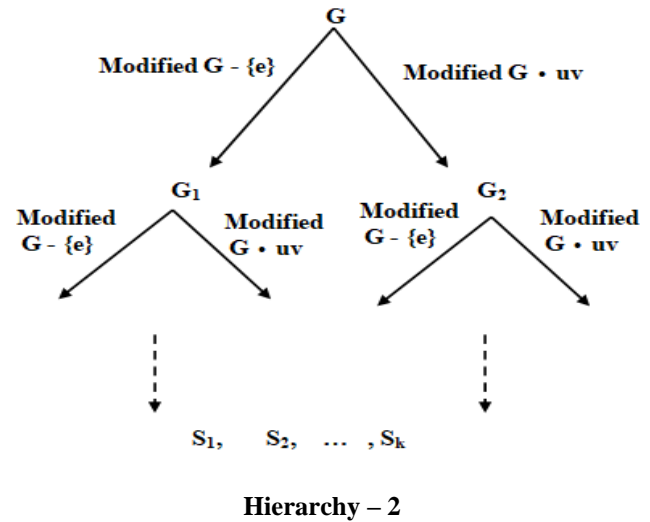 G
Modified G - {e}
Modified G • uv
G₁
G₂
Modified
G - {e}
Modified
G • uv
Modified
G - {e}
Modified
G • uv
S₁, S₂, ... , Sₖ
Hierarchy – 2